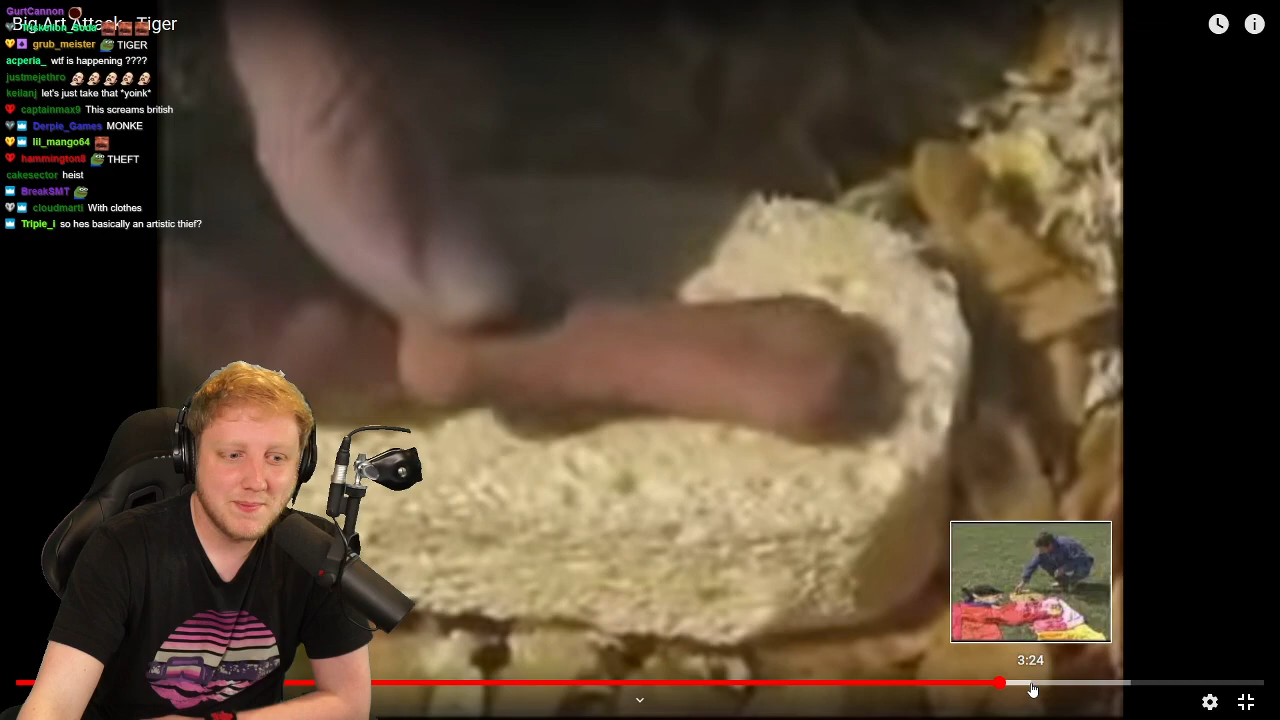 GurtCannon
Big Art Attack - Tiger
Triskelion_Soda
grub_meister TIGER
acperia_ wtf is happening ????
justmejethro
keilanj let's just take that *yoink*
captainmax9 This screams british
Derpie_Games MONKE
lil_mango64
hammington8 THEFT
cakesector heist
BreakSMT
cloudmarti With clothes
Triple_i so hes basically an artistic thief?
3:24